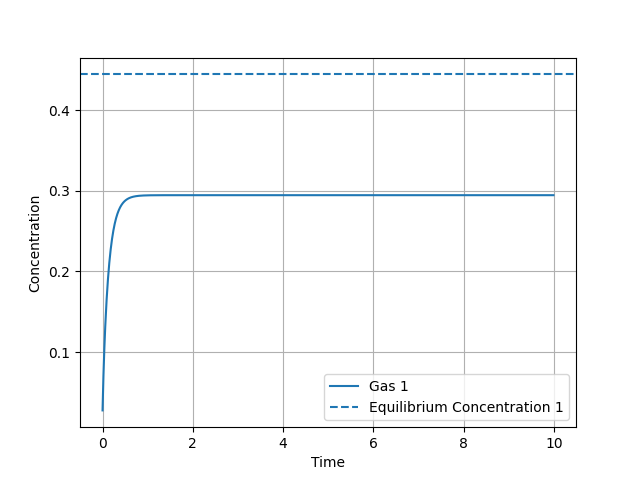 0.4
0.3
0.2
0.1
Concentration
0 2 4 6 8 10
Time
Gas 1
Equilibrium Concentration 1